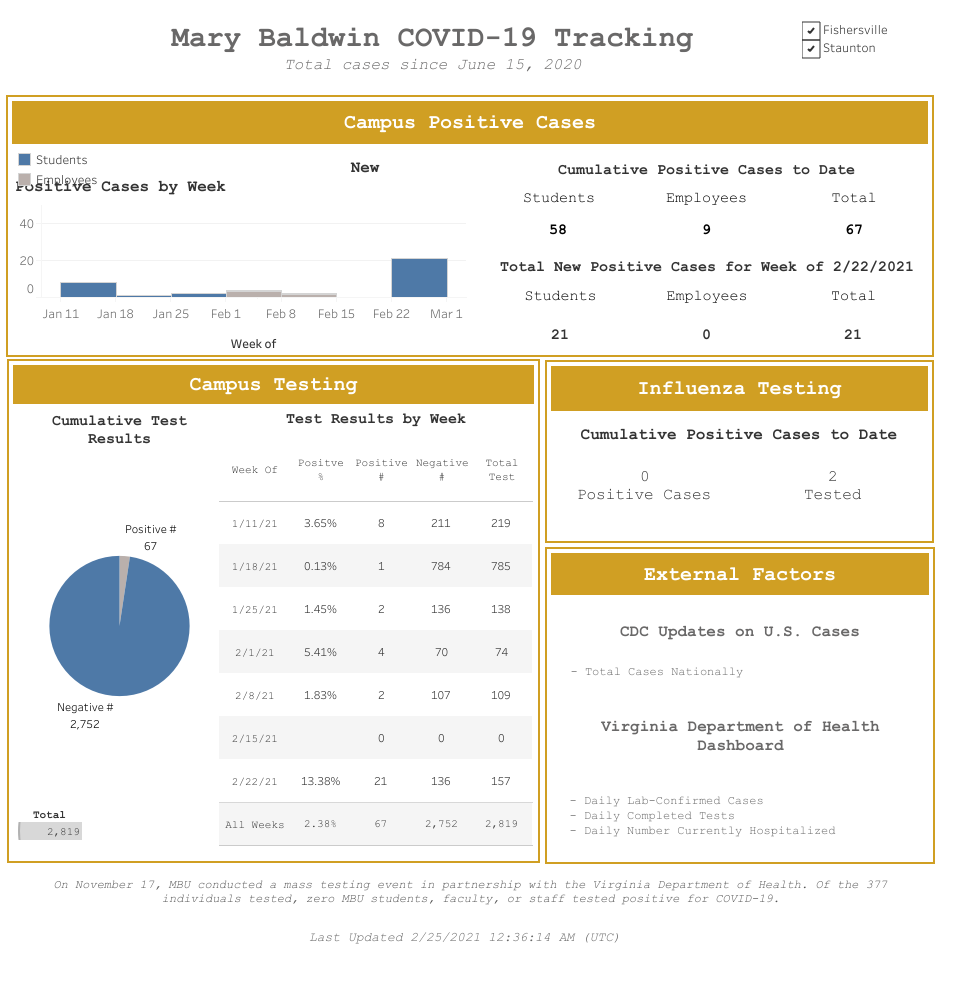 Mary Baldwin COVID-19 Tracking
Total cases since June 15, 2020
Fishersville
Staunton
Campus Positive Cases
Students
Employees
New
Positive Cases by Week
40
20
0
Jan 11 Jan 18 Jan 25 Feb 1 Feb 8 Feb 15 Feb 22 Mar 1
Week of
Cumulative Positive Cases to Date
Students Employees Total
58 9 67
Total New Positive Cases for Week of 2/22/2021
Students Employees Total
21 0 21
Campus Testing
Cumulative Test
Results
Positive #
67
Negative #
2,752
Total
2,819
Test Results by Week
Week Of Positve % Positive # Negative # Total Test
1/11/21 3.65% 8 211 219
1/18/21 0.13% 1 784 785
1/25/21 1.45% 2 136 138
2/1/21 5.41% 4 70 74
2/8/21 1.83% 2 107 109
2/15/21 0 0 0
2/22/21 13.38% 21 136 157
All Weeks 2.38% 67 2,752 2,819
Influenza Testing
Cumulative Positive Cases to Date
0 2
Positive Cases Tested
External Factors
CDC Updates on U.S. Cases
- Total Cases Nationally
Virginia Department of Health
Dashboard
- Daily Lab-Confirmed Cases
- Daily Completed Tests
- Daily Number Currently Hospitalized
On November 17, MBU conducted a mass testing event in partnership with the Virginia Department of Health. Of the 377
individuals tested, zero MBU students, faculty, or staff tested positive for COVID-19.
Last Updated 2/25/2021 12:36:14 AM (UTC)